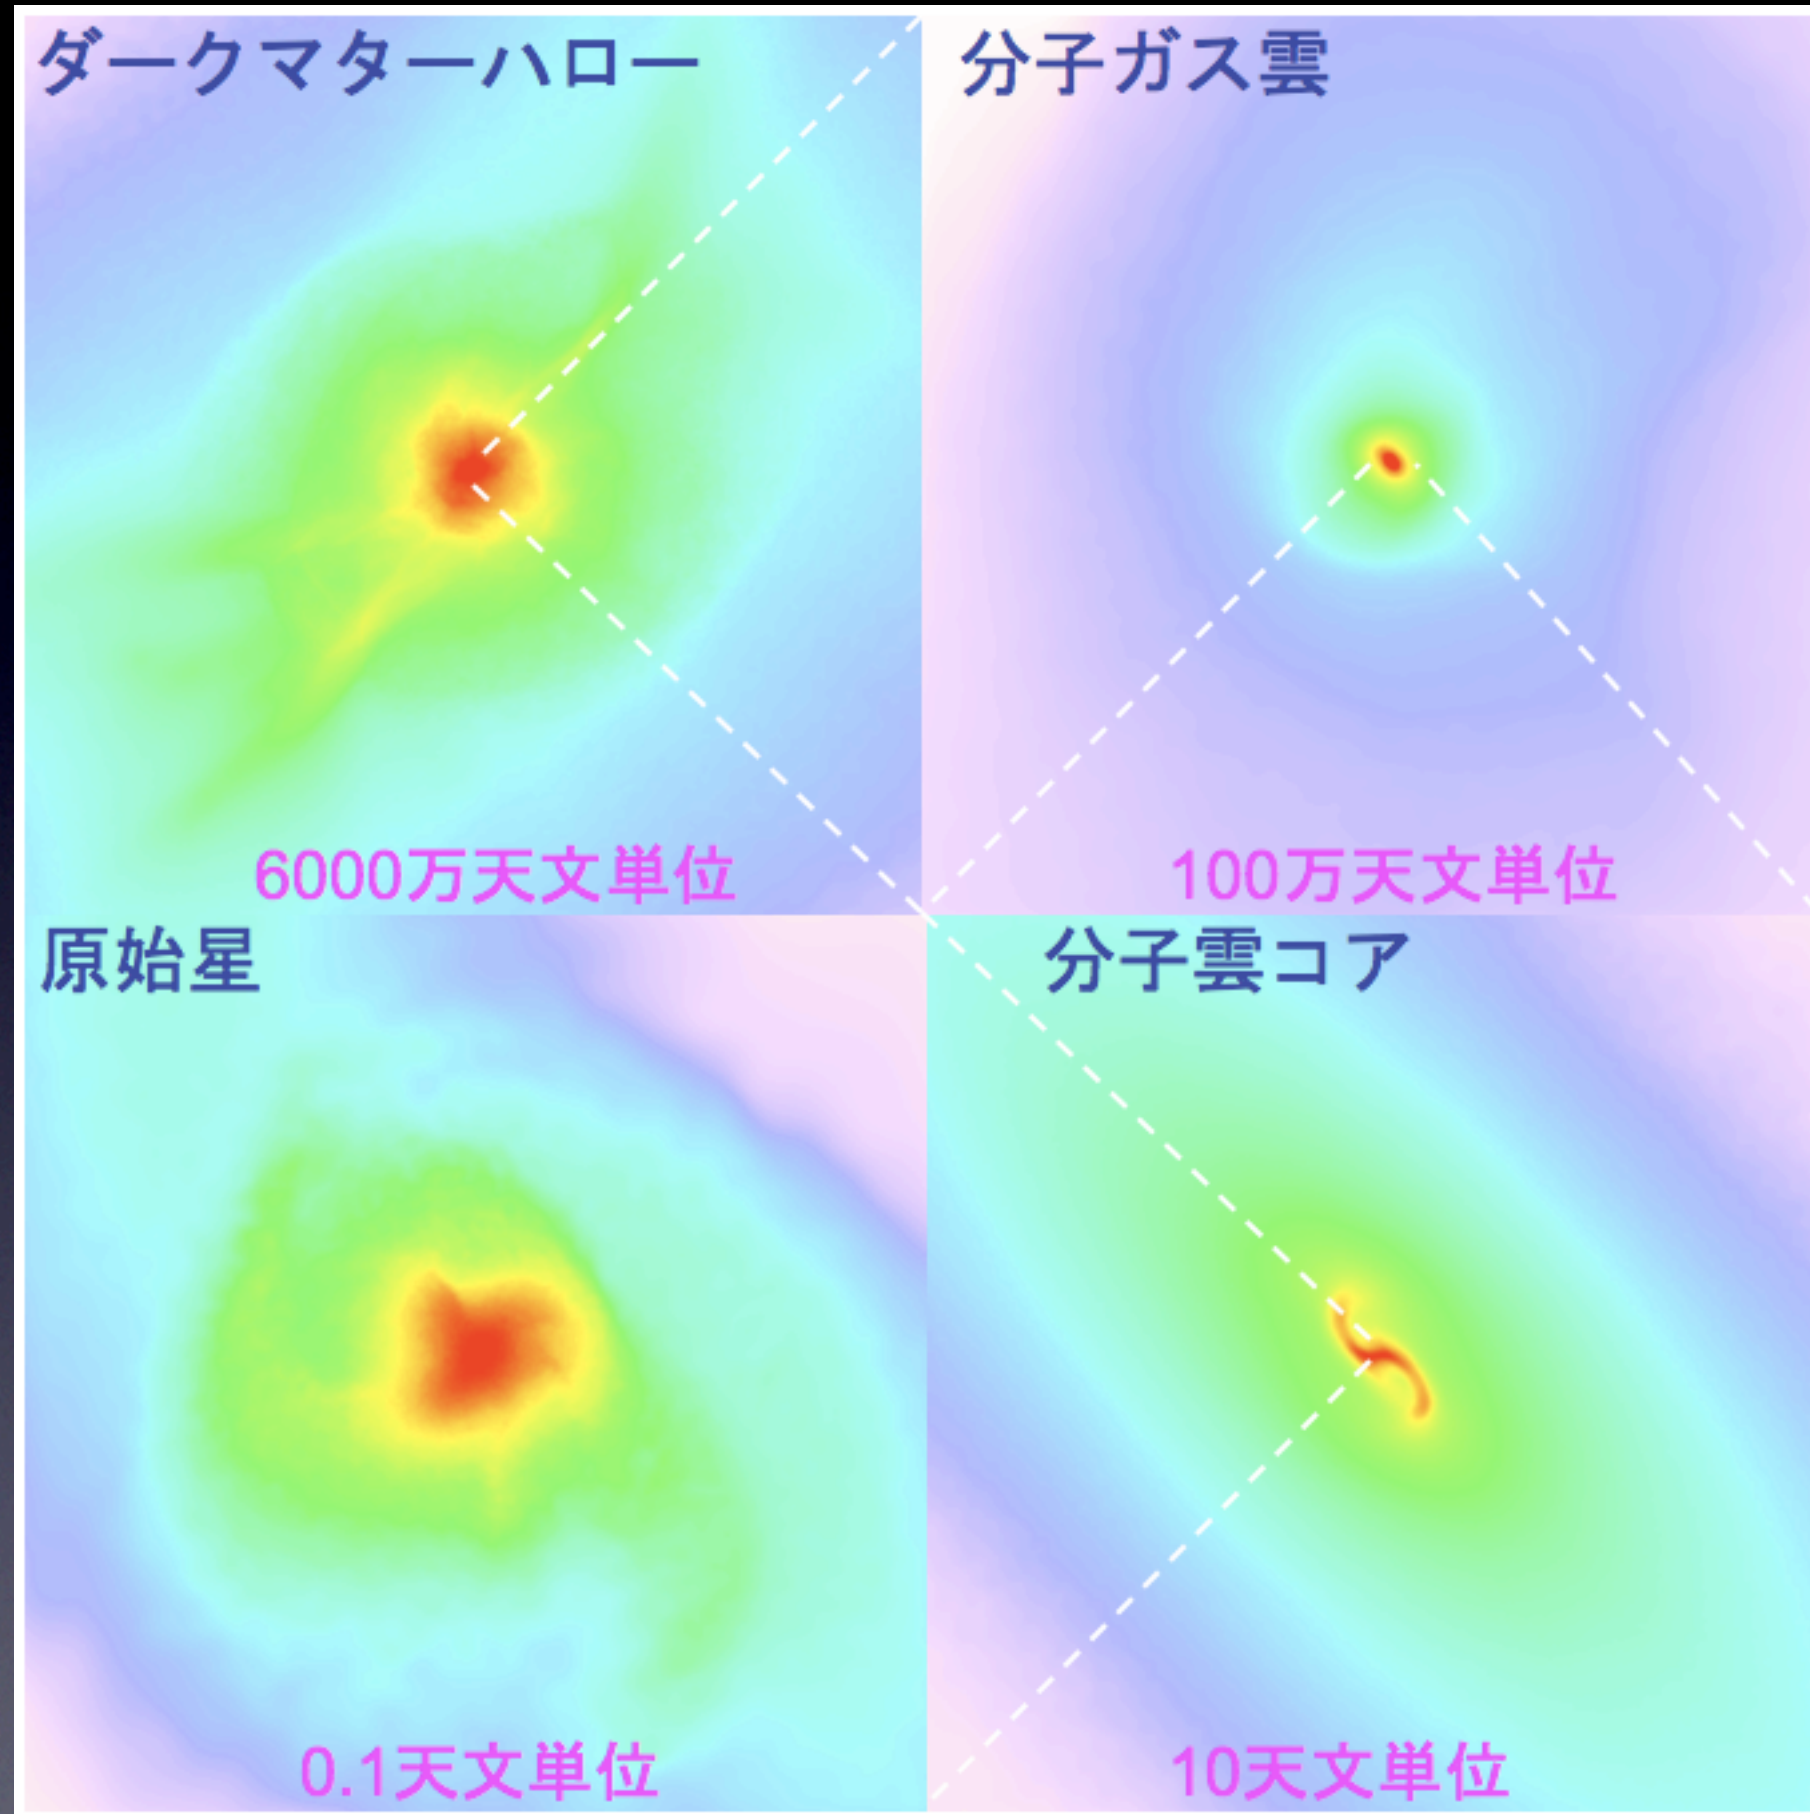 ダークマターハロー
6000万天文単位
分子ガス雲
100万天文単位
原始星
0.1天文単位
分子雲コア
10天文単位